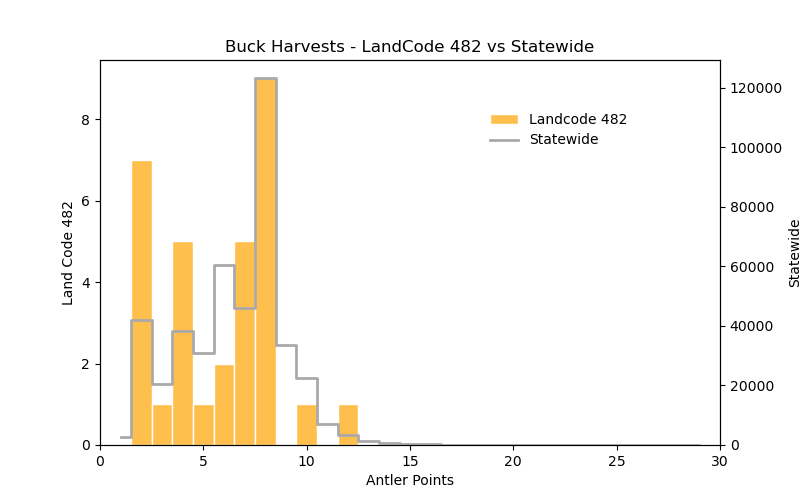 Buck Harvests - LandCode 482 vs Statewide
Landcode 482
Statewide
Land Code 482
8
6
4
2
0
120000
100000
80000
60000
40000
20000
0
Statewide
0 5 10 15 20 25 30
Antler Points